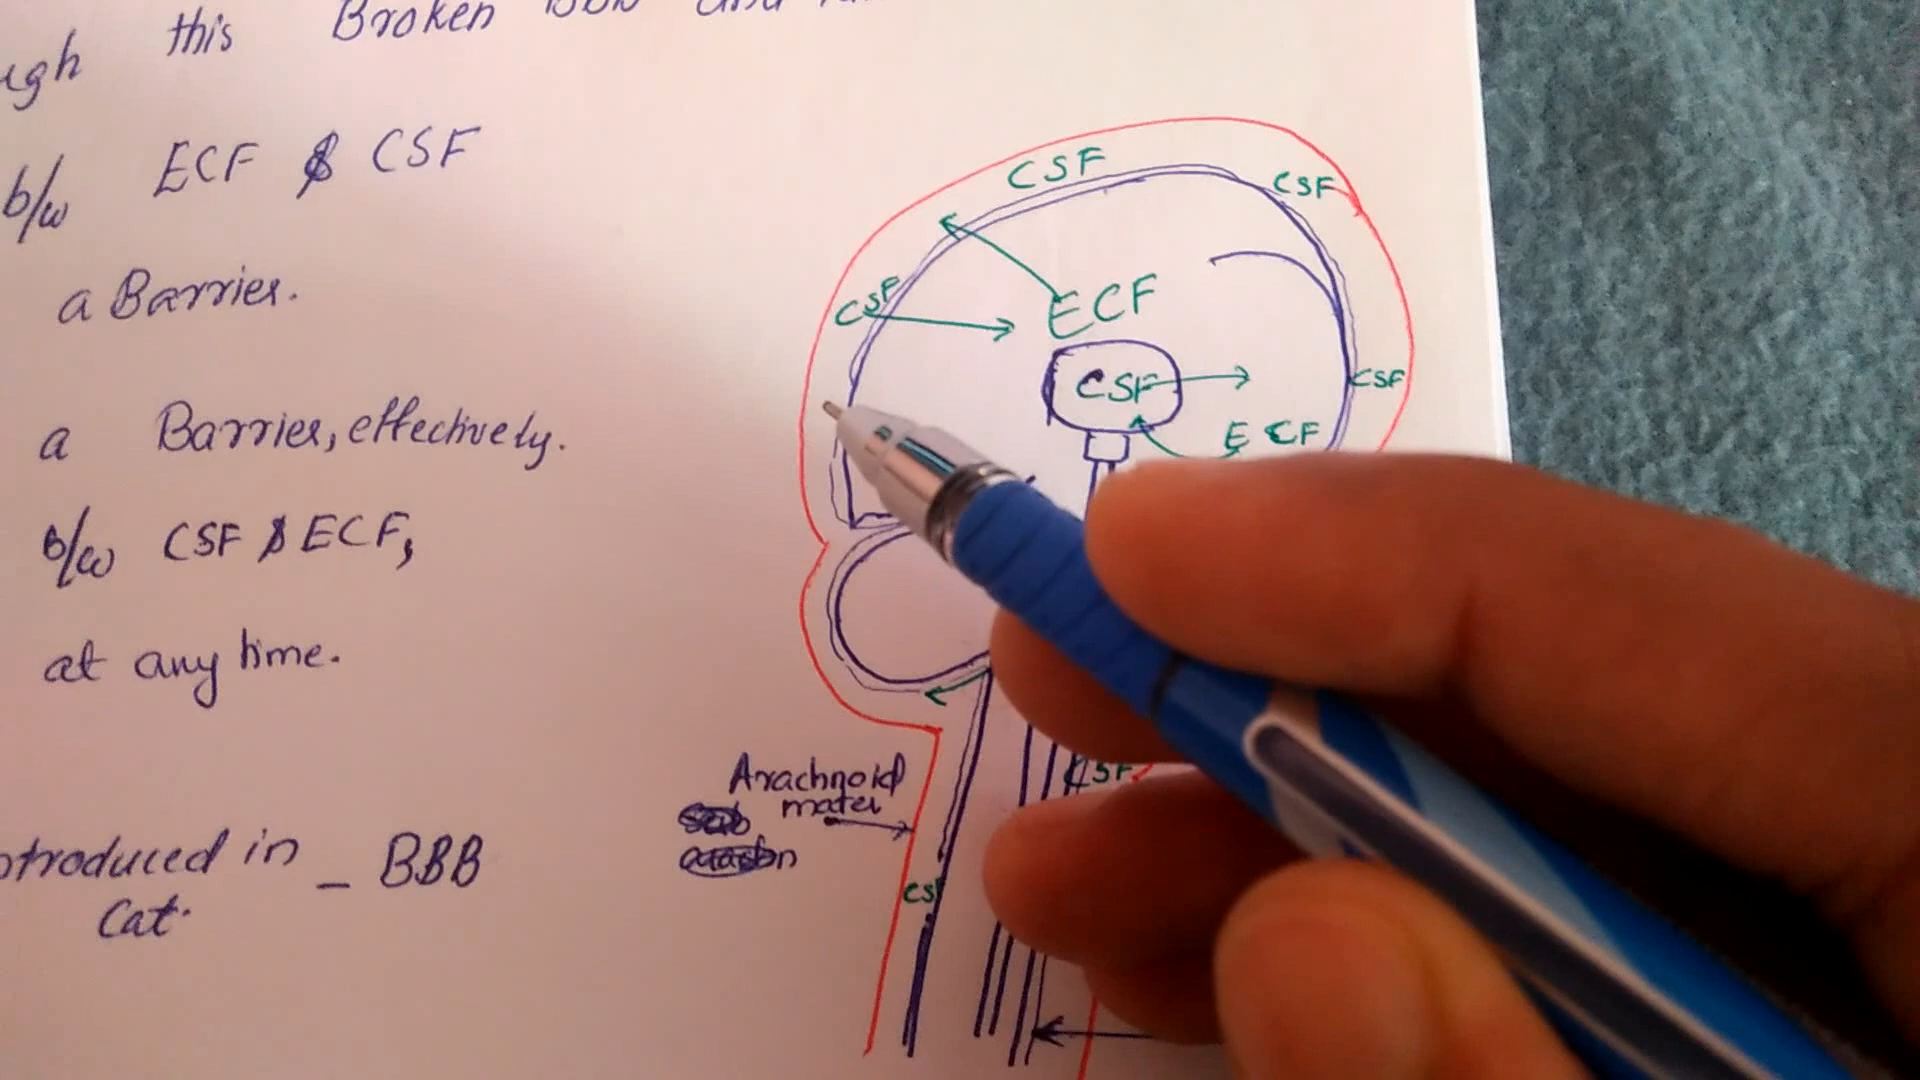 this Broken
ugh
b/w ECF & CSF
a Barrier.
a Barrier, effectively.
b/w CSF & ECF,
at any time.
ntroduced in _ BBB
Cat.
CSF
CSF
CSF
ECF
CSF
CSF
ECF
CSF
Arachnoid
mater
CSF